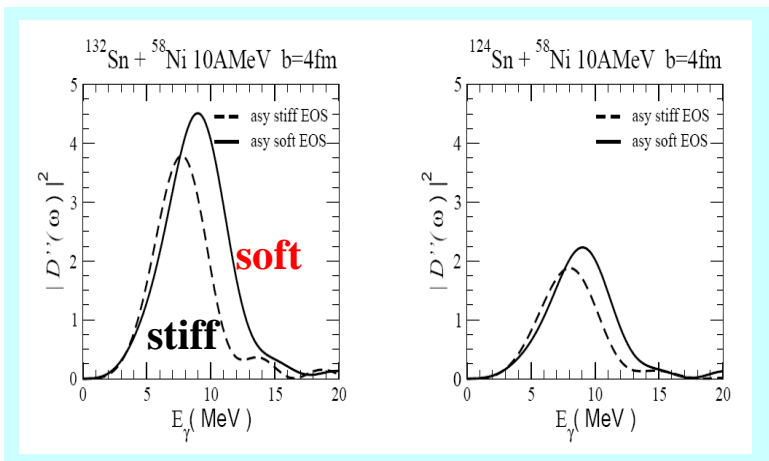 ¹³²Sn + ⁵⁸Ni 10AMeV b=4fm
5
4
3
2
1
0
| D''(ω) |²
asy stiff EOS
asy soft EOS
soft
stiff
0 5 10 15 20
E_γ( MeV )
¹²⁴Sn + ⁵⁸Ni 10AMeV b=4fm
5
4
3
2
1
0
| D''(ω) |²
asy stiff EOS
asy soft EOS
0 5 10 15 20
E_γ( MeV )